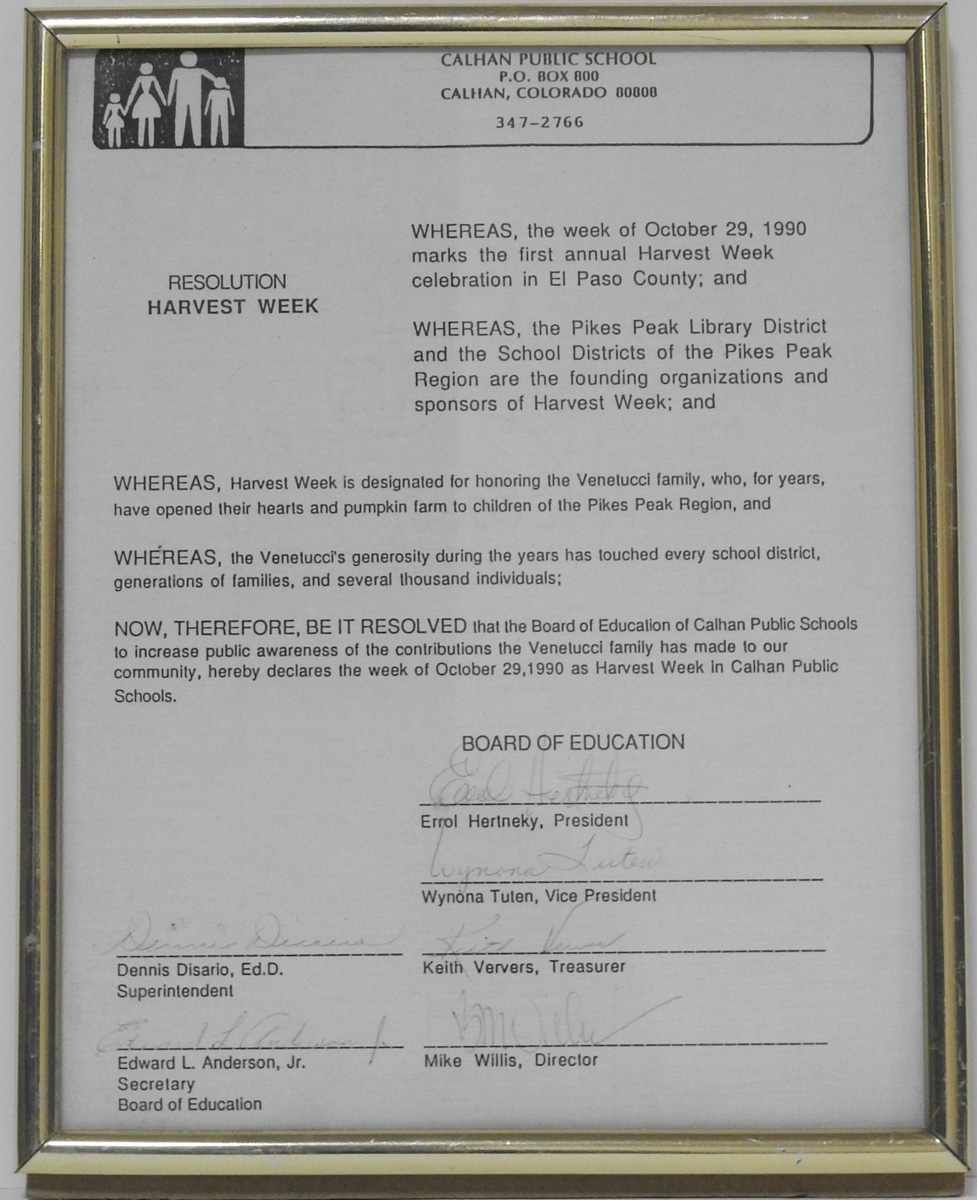 CALHAN PUBLIC SCHOOL
P.O. BOX 800
CALHAN, COLORADO 80808
347-2766
RESOLUTION
HARVEST WEEK
WHEREAS, the week of October 29, 1990
marks the first annual Harvest Week
celebration in El Paso County; and
WHEREAS, the Pikes Peak Library District
and the School Districts of the Pikes Peak
Region are the founding organizations and
sponsors of Harvest Week; and
WHEREAS, Harvest Week is designated for honoring the Venetucci family, who, for years,
have opened their hearts and pumpkin farm to children of the Pikes Peak Region, and
WHEREAS, the Venetucci's generosity during the years has touched every school district,
generations of families, and several thousand individuals;
NOW, THEREFORE, BE IT RESOLVED that the Board of Education of Calhan Public Schools
to increase public awareness of the contributions the Venetucci family has made to our
community, hereby declares the week of October 29,1990 as Harvest Week in Calhan Public
Schools.
BOARD OF EDUCATION
Errol Hertneky
Errol Hertneky, President
Wynona Tuten
Wynona Tuten, Vice President
Dennis Disario
Dennis Disario, Ed.D.
Superintendent
Keith Ververs
Keith Ververs, Treasurer
Edward L. Anderson Jr.
Edward L. Anderson, Jr.
Secretary
Board of Education
Mike Willis, Director